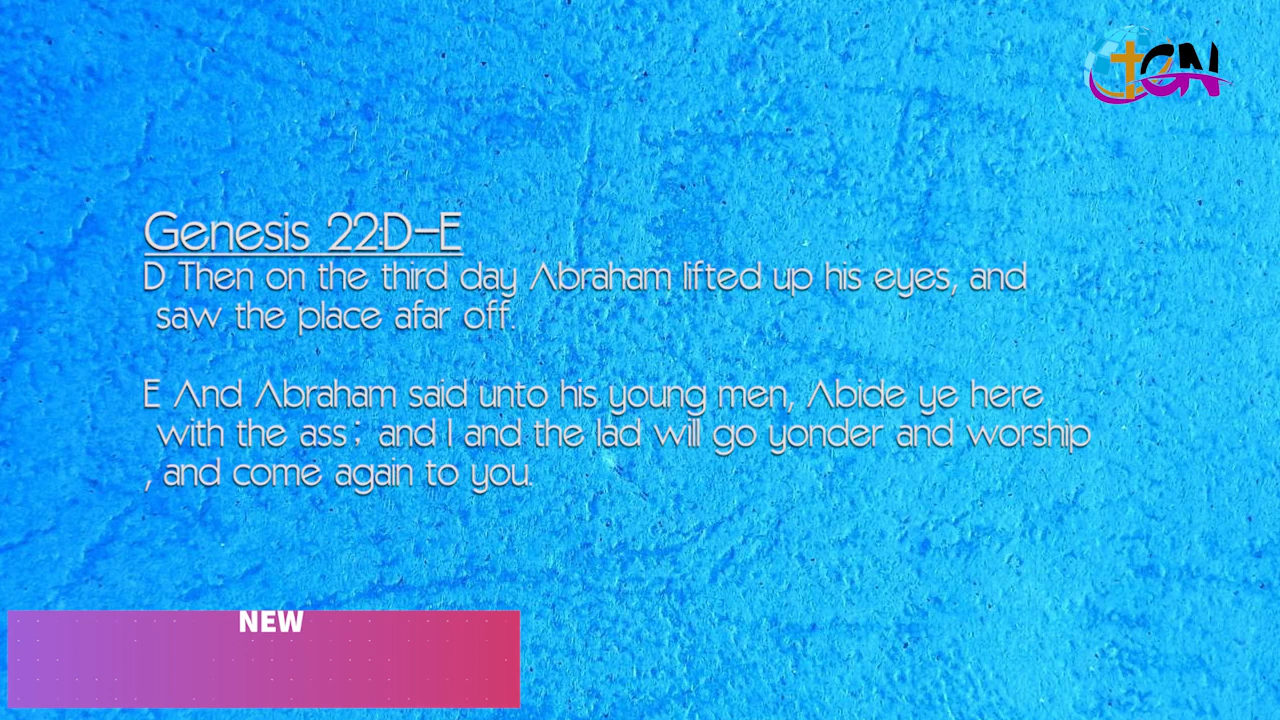 GN
Genesis 22:D-E
D Then on the third day Abraham lifted up his eyes, and
saw the place afar off.
E And Abraham said unto his young men, Abide ye here
with the ass; and I and the lad will go yonder and worship
, and come again to you.
NEW